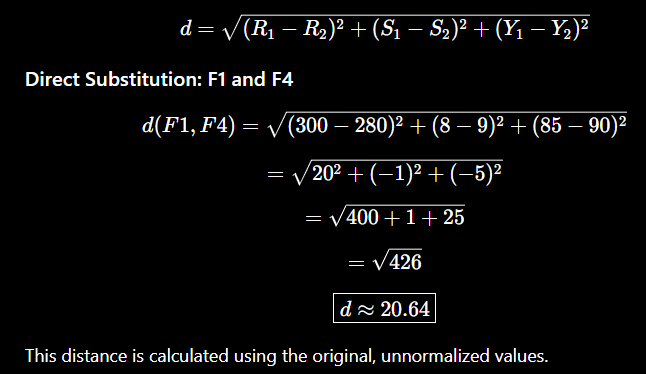 d = √(R₁ − R₂)² + (S₁ − S₂)² + (Y₁ − Y₂)²
Direct Substitution: F1 and F4
d(F1, F4) = √(300 − 280)² + (8 − 9)² + (85 − 90)²
= √20² + (−1)² + (−5)²
= √400 + 1 + 25
= √426
d ≈ 20.64
This distance is calculated using the original, unnormalized values.